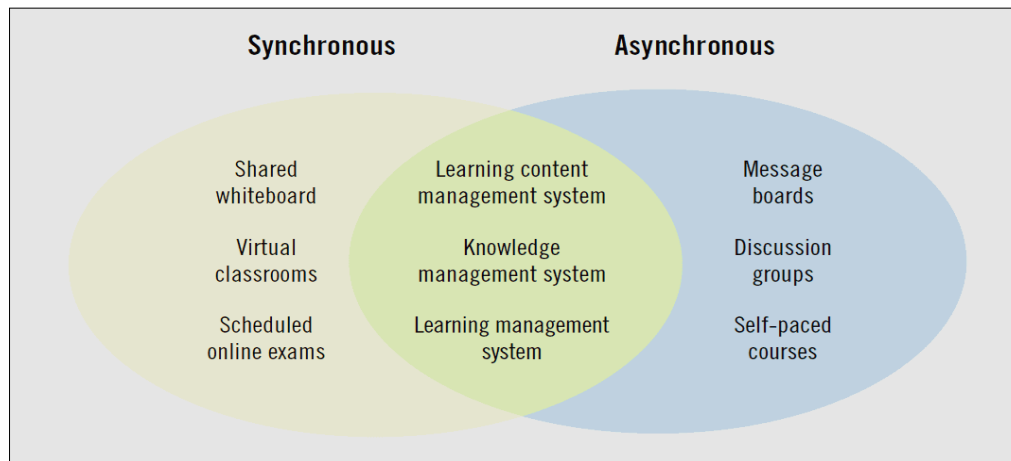 Synchronous
Asynchronous
Shared
whiteboard
Virtual
classrooms
Scheduled
online exams
Learning content
management system
Knowledge
management system
Learning management
system
Message
boards
Discussion
groups
Self-paced
courses